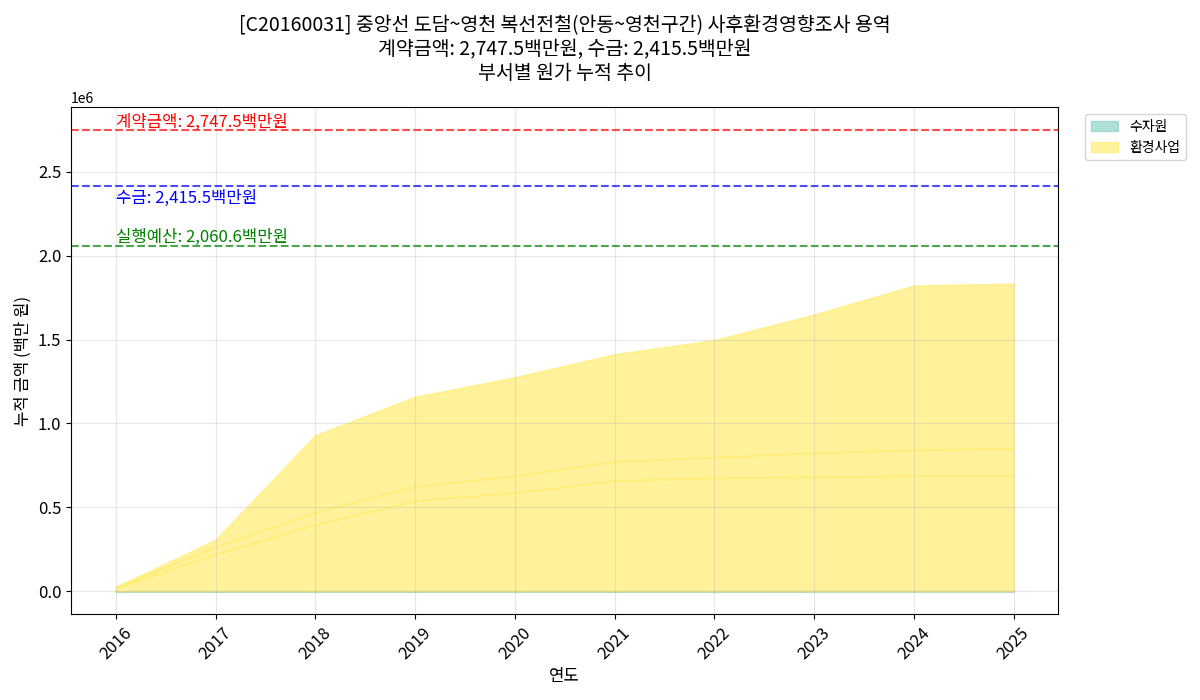 [C20160031] 중앙선 도담~영천 복선전철(안동~영천구간) 사후환경영향조사 용역
계약금액: 2,747.5백만원, 수금: 2,415.5백만원
부서별 원가 누적 추이
1e6
계약금액: 2,747.5백만원
수금: 2,415.5백만원
실행예산: 2,060.6백만원
수자원
환경사업
누적 금액 (백만 원)
2.5
2.0
1.5
1.0
0.5
0.0
2016 2017 2018 2019 2020 2021 2022 2023 2024 2025
연도